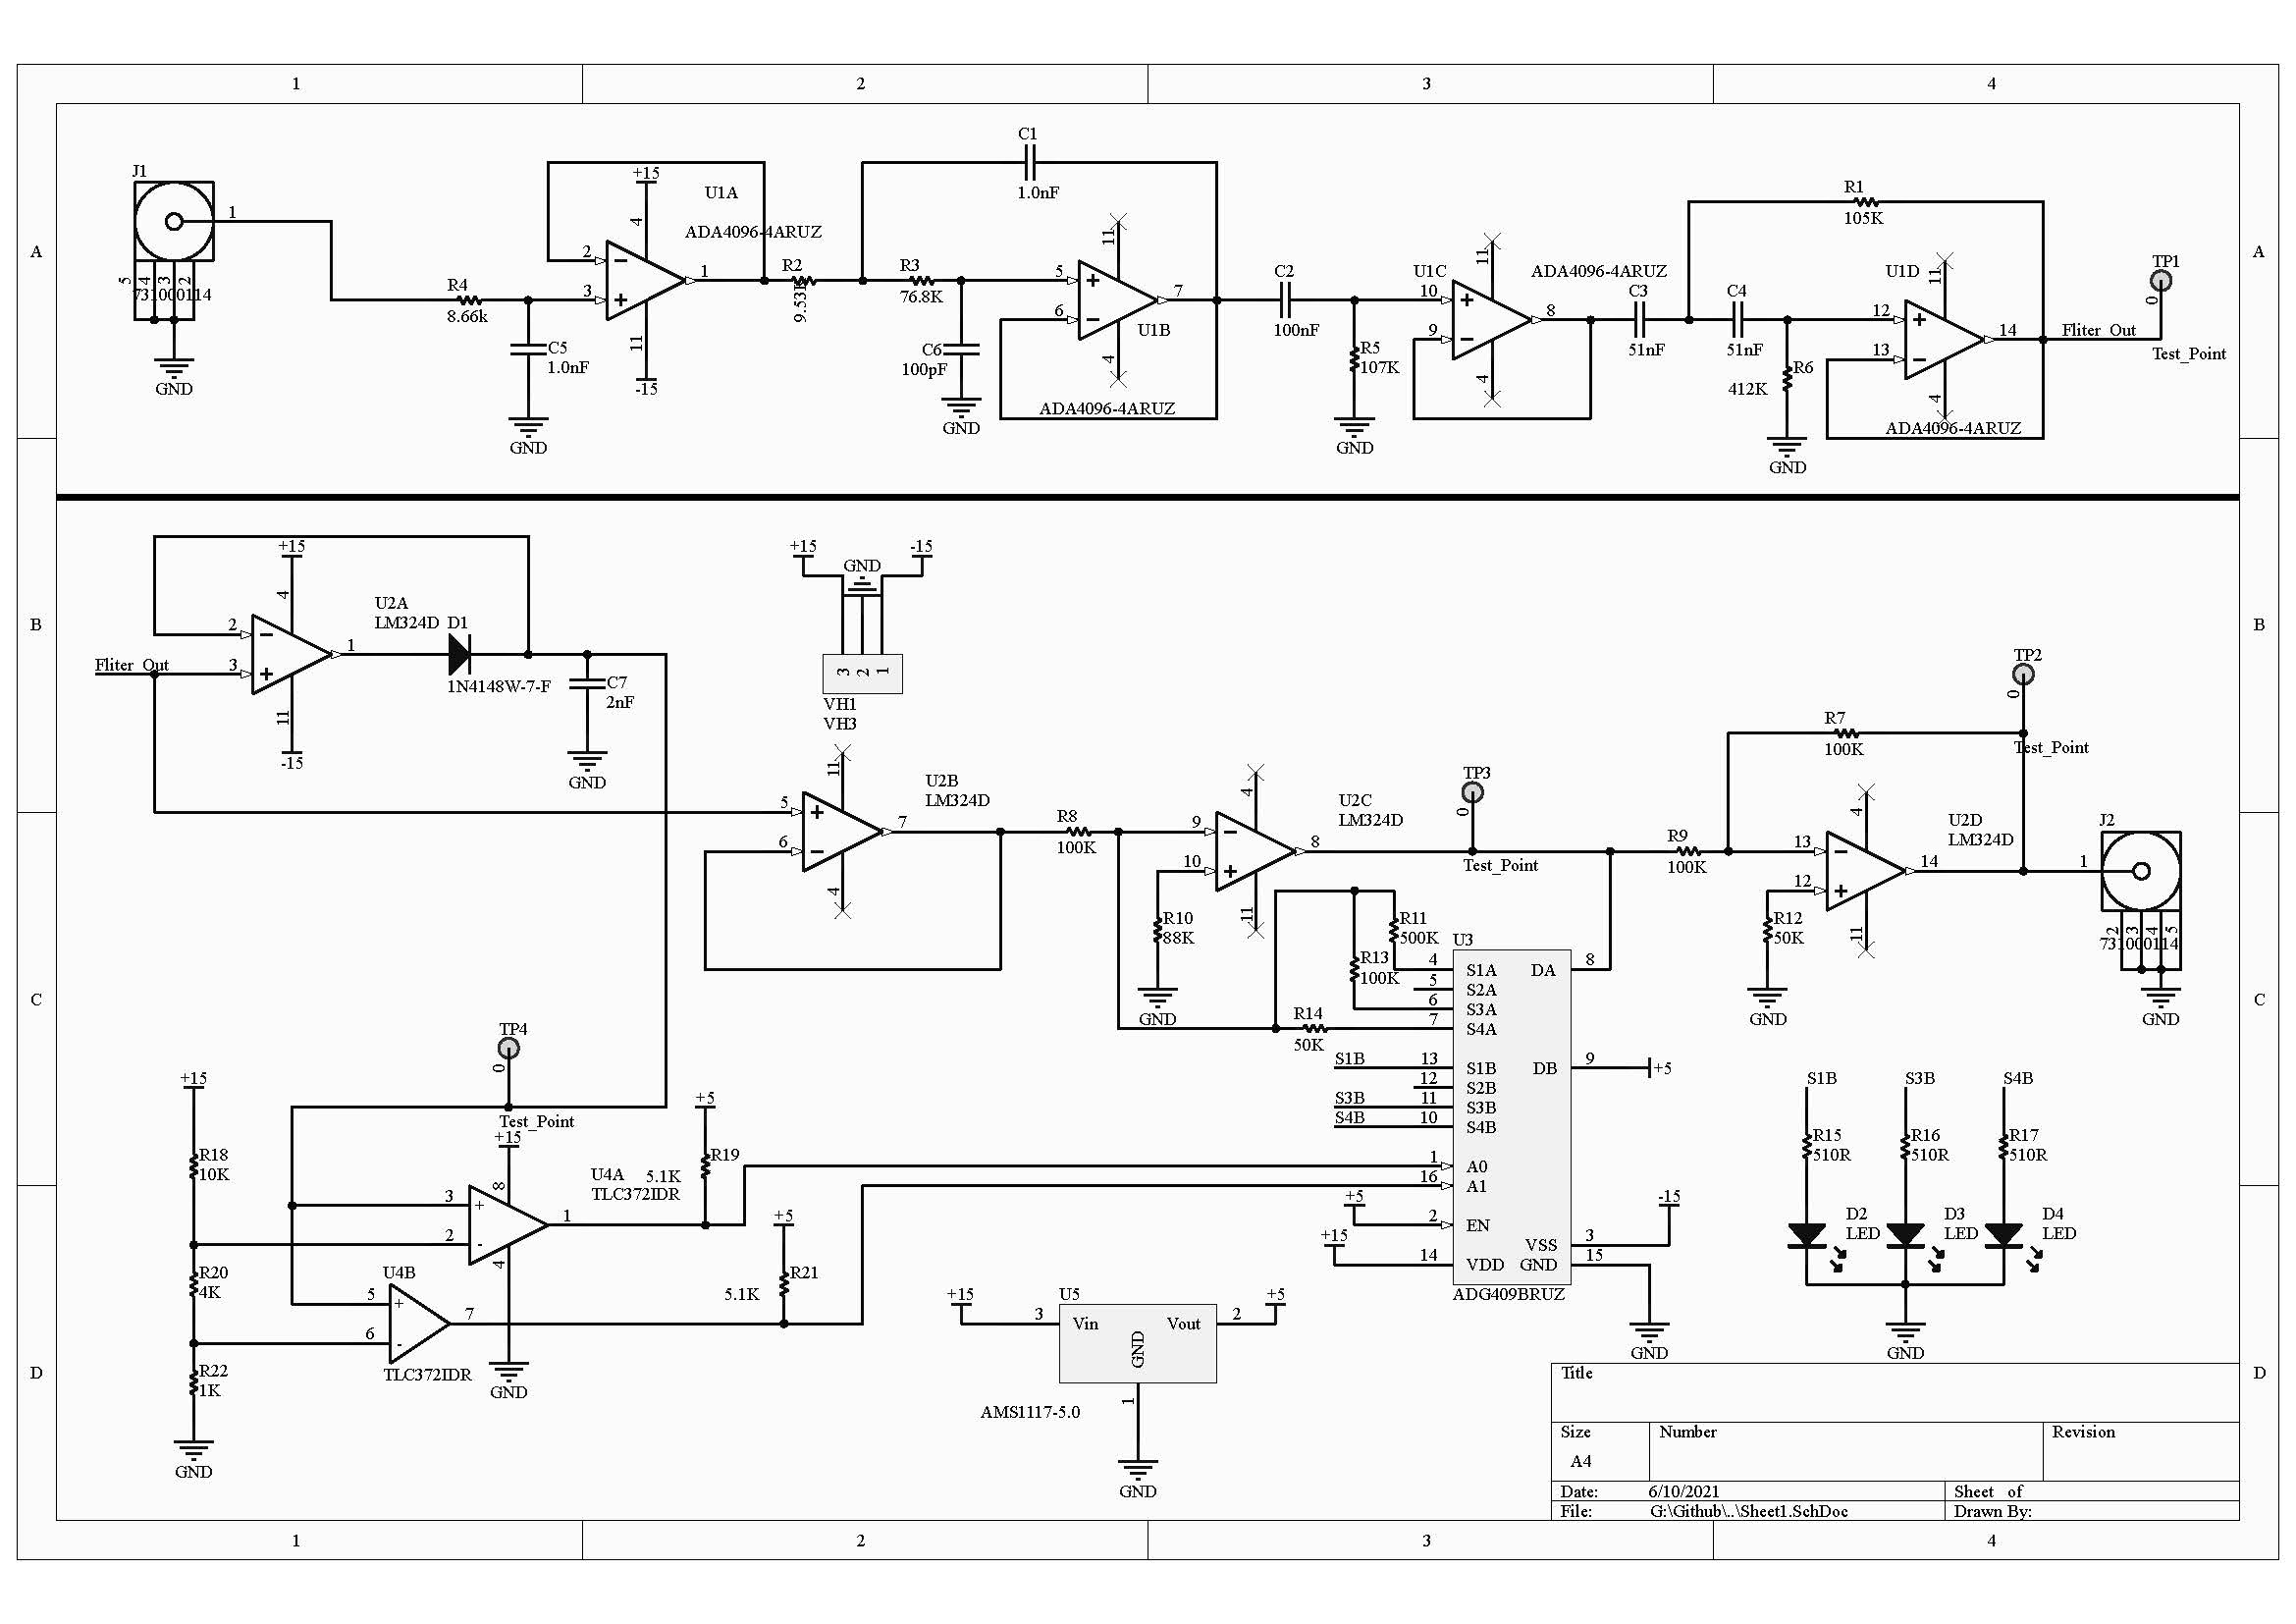 1 2 3 4
A A
B B
C C
D D
J1
1
5 4 3 2
731000114
GND
R4
8.66k
C5
1.0nF
GND
+15
4
U1A
ADA4096-4ARUZ
2
3
1
11
-15
R2
9.53K
C1
1.0nF
R3
76.8K
C6
100pF
GND
11
5
6
7
4
U1B
ADA4096-4ARUZ
C2
100nF
R5
107K
GND
U1C
11
ADA4096-4ARUZ
10
9
8
4
C3
51nF
C4
51nF
R1
105K
R6
412K
GND
U1D
11
12
13
14
4
ADA4096-4ARUZ
Fliter_Out
TP1
0
Test_Point
+15
4
U2A
LM324D
D1
1N4148W-7-F
Fliter_Out
2
3
1
11
-15
C7
2nF
GND
+15
GND
-15
3 2 1
VH1
VH3
11
U2B
LM324D
5
6
7
4
R8
100K
4
U2C
LM324D
9
10
8
11
R10
88K
GND
TP3
0
Test_Point
R9
100K
R7
100K
TP2
0
Test_Point
4
U2D
LM324D
13
12
14
11
R12
50K
GND
J2
1
2 3 4 5
731000114
GND
R11
500K
R13
100K
R14
50K
U3
4 S1A DA 8
5 S2A
6 S3A
7 S4A
S1B 13 S1B DB 9 +5
12 S2B
S3B 11 S3B
S4B 10 S4B
1 A0
16 A1
+5 2 EN
-15
VSS 3
+15 14 VDD GND 15
ADG409BRUZ
GND
TP4
0
Test_Point
+15
R18
10K
R20
4K
R22
1K
GND
+15
8
U4A
TLC372IDR
3 +
2 -
1
4
GND
U4B
5 +
6 -
7
TLC372IDR
+5
R19
5.1K
+5
R21
5.1K
+15
U5
3 Vin Vout 2
GND
+5
1
AMS1117-5.0
GND
S1B S3B S4B
R15
510R
R16
510R
R17
510R
D2
LED
D3
LED
D4
LED
GND
Title
Size
A4
Number
Revision
Date: 6/10/2021 Sheet of
File: G:\Github\..\Sheet1.SchDoc Drawn By:
1 2 3 4